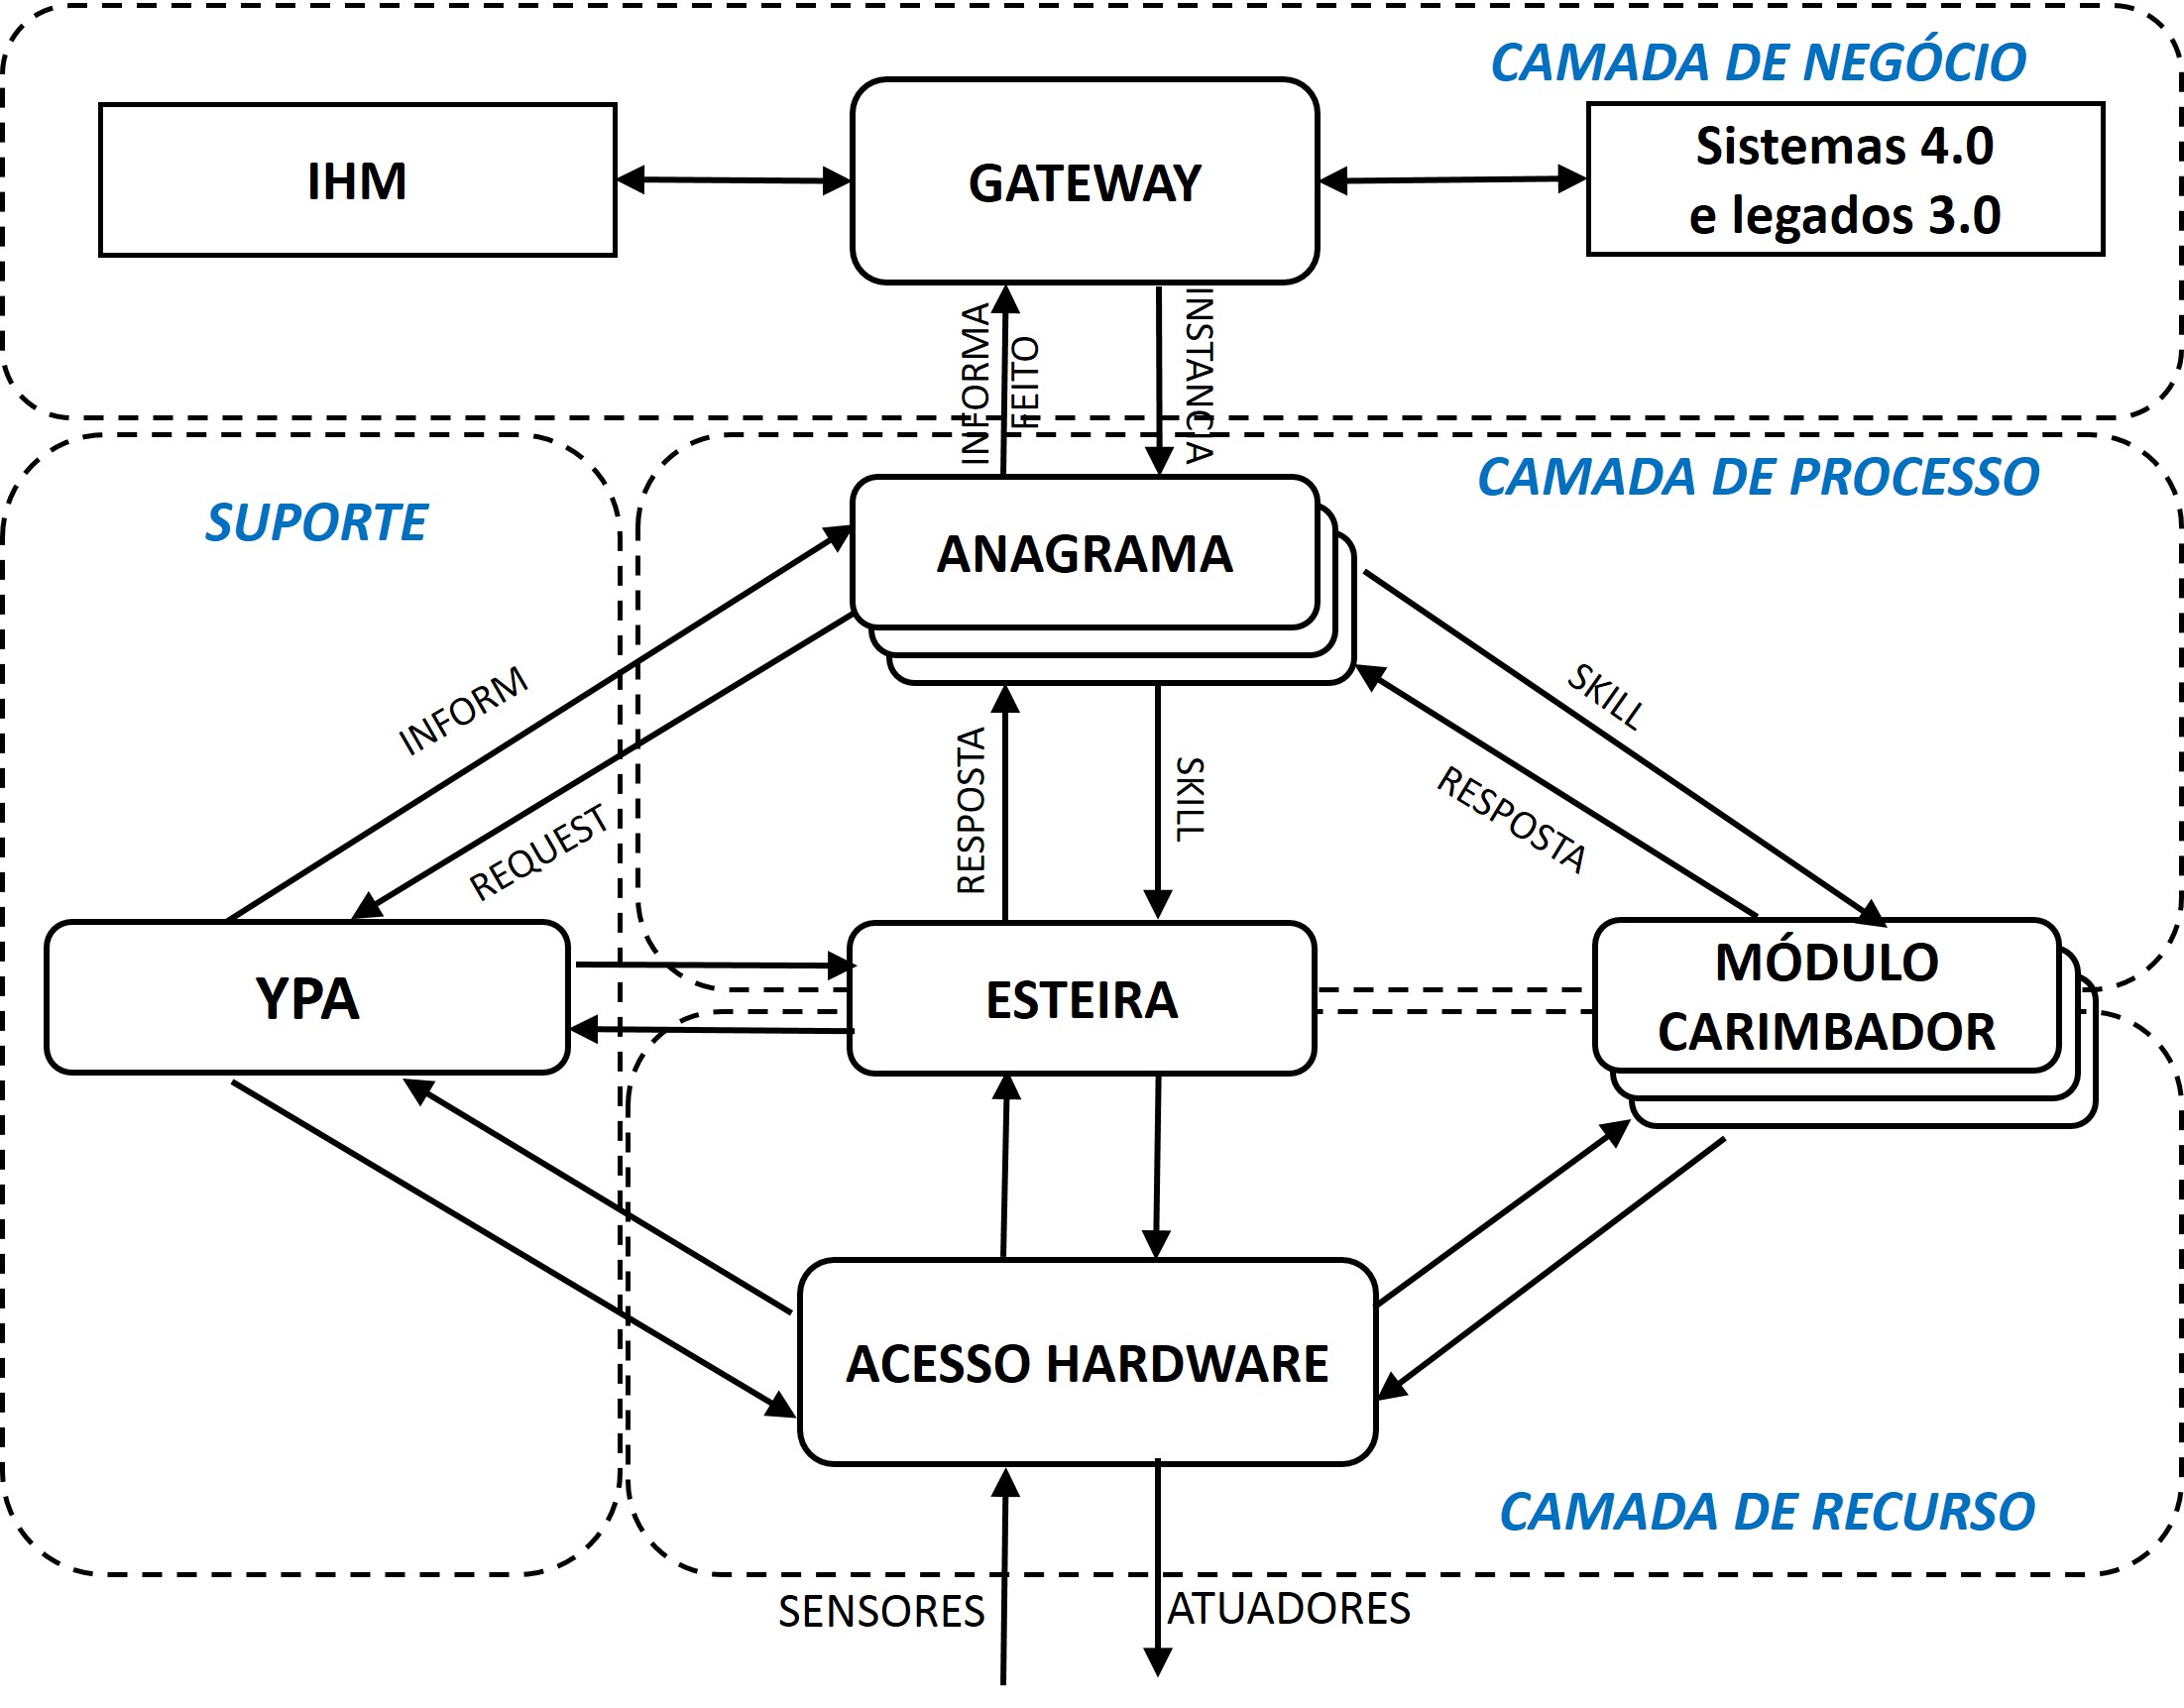 CAMADA DE NEGÓCIO
IHM
GATEWAY
Sistemas 4.0
e legados 3.0
INFORMA
FEITO
INSTANCIA
SUPORTE
CAMADA DE PROCESSO
ANAGRAMA
INFORM
REQUEST
RESPOSTA
SKILL
SKILL
RESPOSTA
YPA
ESTEIRA
MÓDULO
CARIMBADOR
ACESSO HARDWARE
CAMADA DE RECURSO
SENSORES
ATUADORES